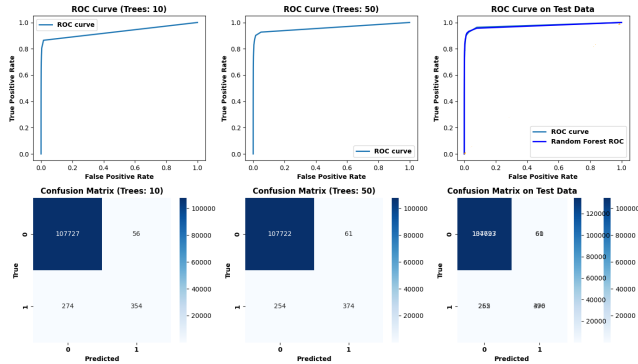 ROC Curve (Trees: 10)
ROC Curve (Trees: 50)
ROC Curve on Test Data
True Positive Rate
1.0
0.8
0.6
0.4
0.2
0.0
ROC curve
0.0 0.2 0.4 0.6 0.8 1.0
False Positive Rate
True Positive Rate
1.0
0.8
0.6
0.4
0.2
0.0
ROC curve
0.0 0.2 0.4 0.6 0.8 1.0
False Positive Rate
True Positive Rate
1.0
0.8
0.6
0.4
0.2
0.0
ROC curve
Random Forest ROC
0.0 0.2 0.4 0.6 0.8 1.0
False Positive Rate
Confusion Matrix (Trees: 10)
True
0
1
107727 56
274 354
0 1
Predicted
100000
80000
60000
40000
20000
Confusion Matrix (Trees: 50)
True
0
1
107722 61
254 374
0 1
Predicted
100000
80000
60000
40000
20000
Confusion Matrix on Test Data
True
0
1
0 1
Predicted
120000
100000
80000
60000
40000
20000
100000
80000
60000
40000
20000